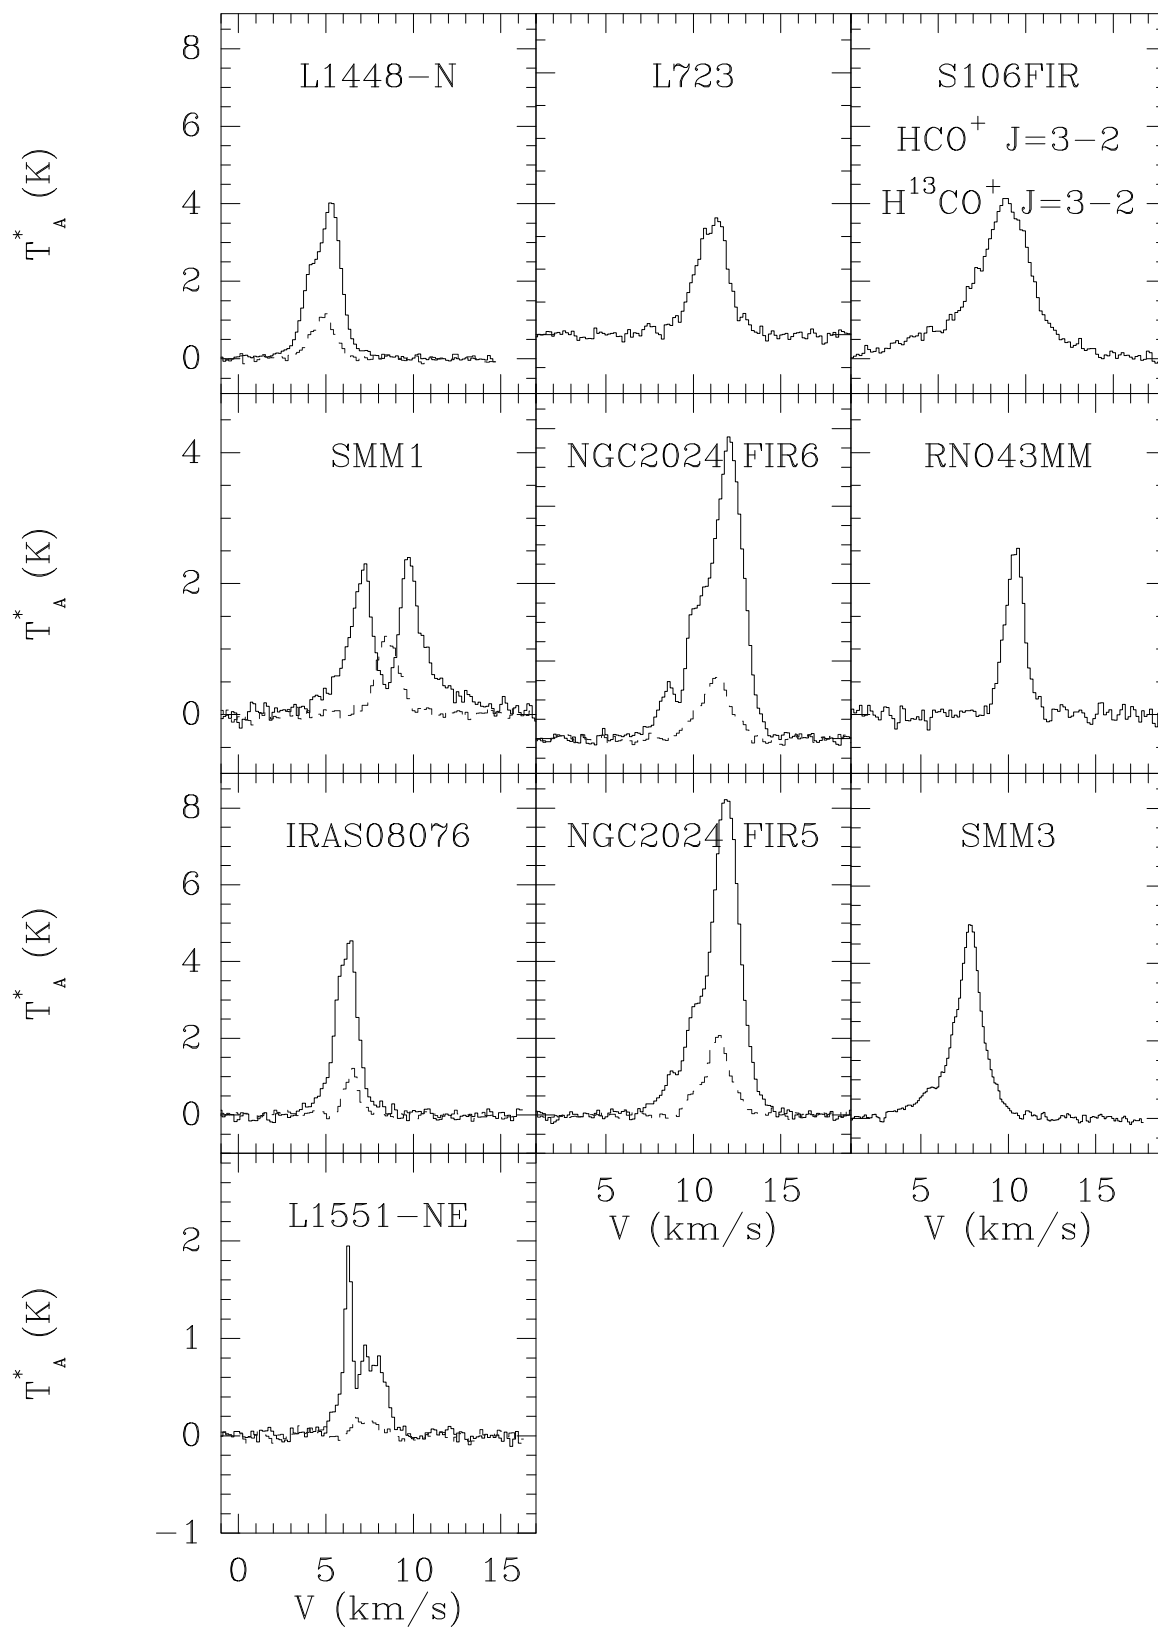 8
L1448-N
L723
S106FIR
6
HCO+ J=3-2
T*A (K)
4
H13CO+ J=3-2
2
0
SMM1
NGC2024 FIR6
RNO43MM
4
T*A (K)
2
0
8
IRAS08076
NGC2024 FIR5
SMM3
6
T*A (K)
4
2
0
5 10 15
5 10 15
V (km/s)
V (km/s)
L1551-NE
2
T*A (K)
1
0
-1
0 5 10 15
V (km/s)